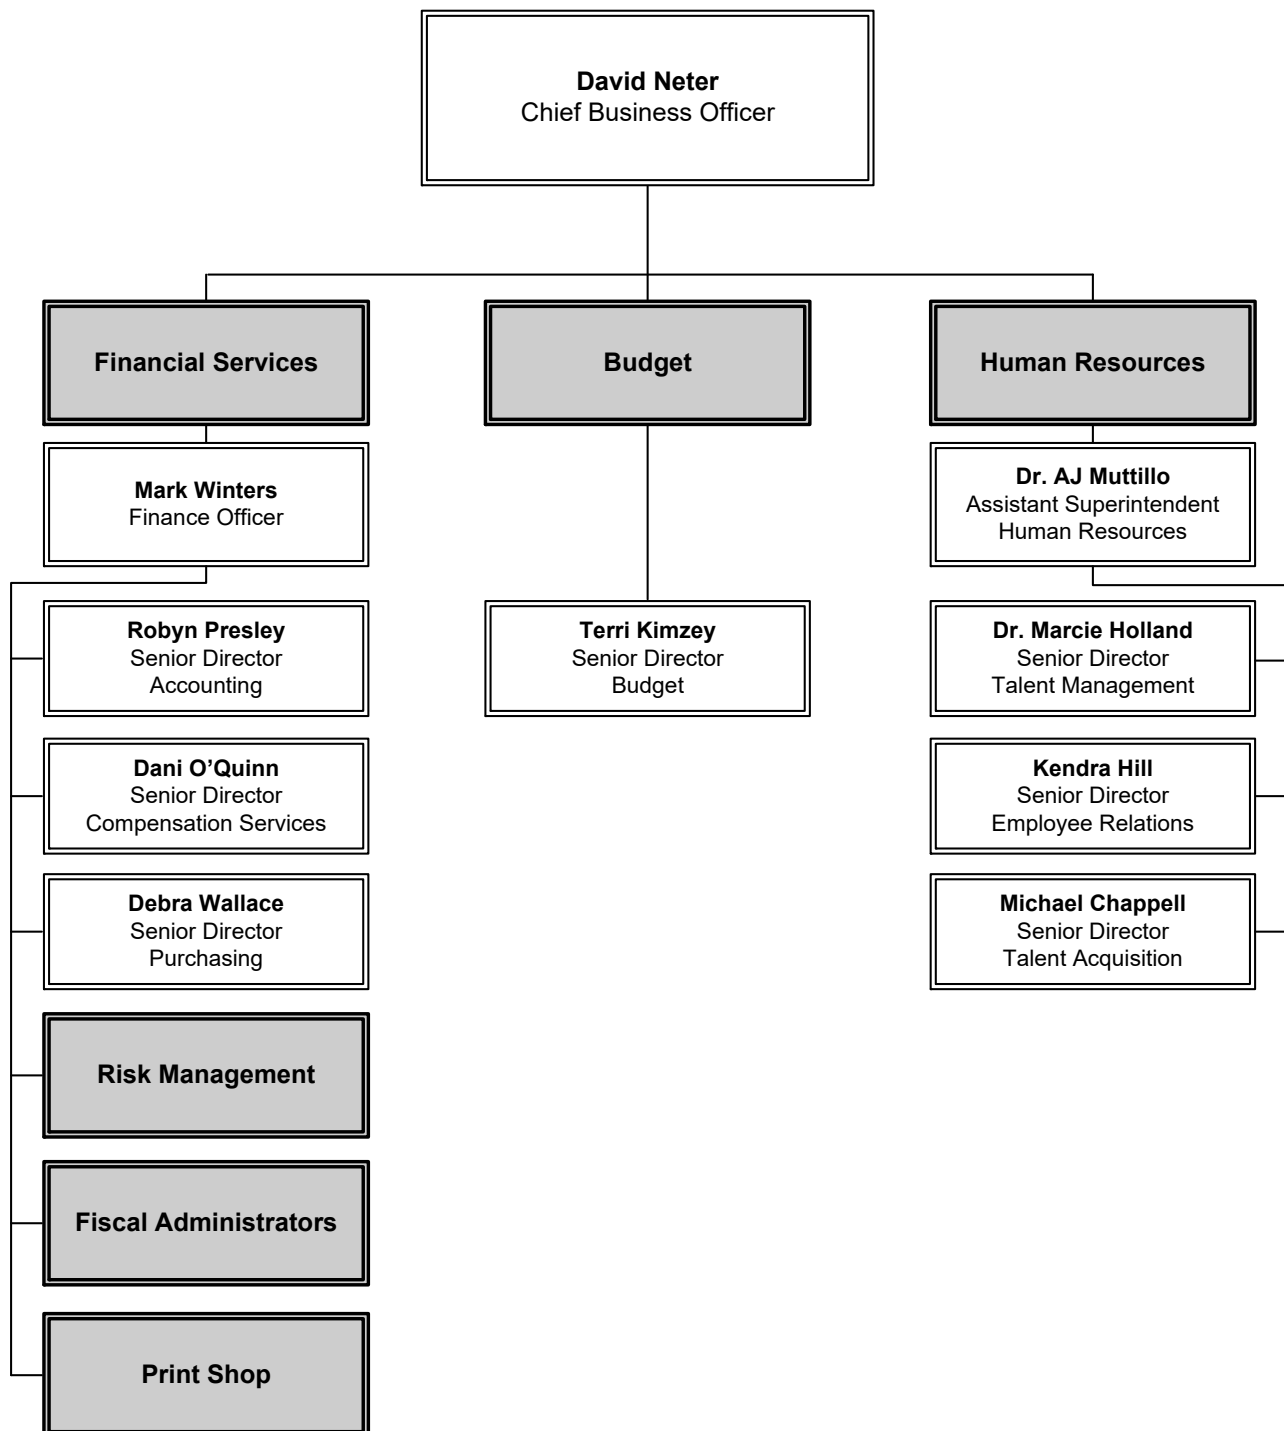 David Neter
Chief Business Officer
Financial Services
Budget
Human Resources
Mark Winters
Finance Officer
Dr. AJ Muttillo
Assistant Superintendent
Human Resources
Robyn Presley
Senior Director
Accounting
Terri Kimzey
Senior Director
Budget
Dr. Marcie Holland
Senior Director
Talent Management
Dani O’Quinn
Senior Director
Compensation Services
Kendra Hill
Senior Director
Employee Relations
Debra Wallace
Senior Director
Purchasing
Michael Chappell
Senior Director
Talent Acquisition
Risk Management
Fiscal Administrators
Print Shop